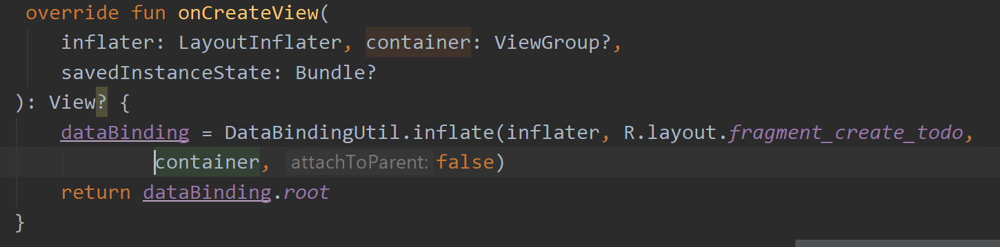 override fun onCreateView(
inflater: LayoutInflater, container: ViewGroup?,
savedInstanceState: Bundle?
): View? {
dataBinding = DataBindingUtil.inflate(inflater, R.layout.fragment_create_todo,
container, attachToParent: false)
return dataBinding.root
}